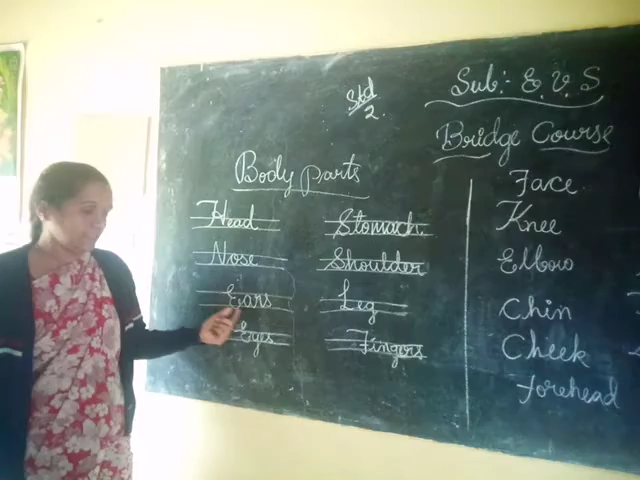 Sub:- E.V.S
Std
2.
Bridge Course
Body parts
Head
Nose
Ears
Eyes
Stomach.
Shoulder
Leg
Fingers
Face
Knee
Elbow
Chin
Cheek
Forehead